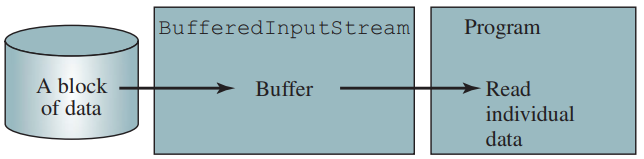 BufferedInputStream
Program
A block
of data
Buffer
Read
individual
data